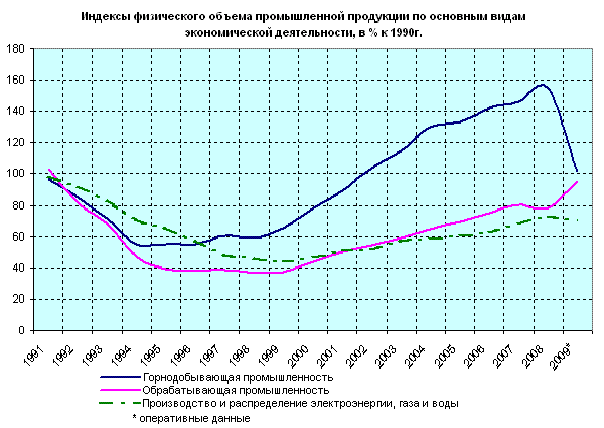 Индексы физического объема промышленной продукции по основным видам
экономической деятельности, в % к 1990г.
180
160
140
120
100
80
60
40
20
0
1991 1992 1993 1994 1995 1996 1997 1998 1999 2000 2001 2002 2003 2004 2005 2006 2007 2008 2009*
Горнодобывающая промышленность
Обрабатывающая промышленность
Производство и распределение электроэнергии, газа и воды
* оперативные данные